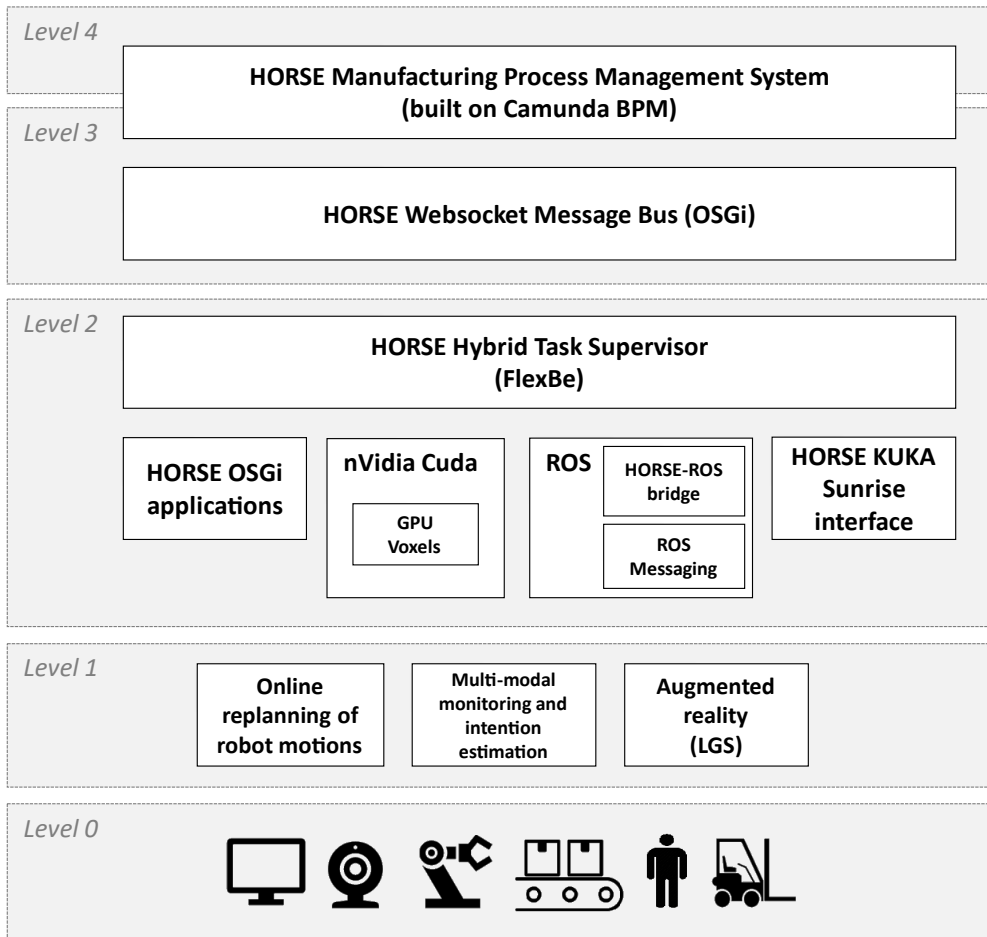 Level 4
HORSE Manufacturing Process Management System
(built on Camunda BPM)
Level 3
HORSE Websocket Message Bus (OSGi)
Level 2
HORSE Hybrid Task Supervisor
(FlexBe)
HORSE OSGi
applications
nVidia Cuda
GPU
Voxels
ROS
HORSE-ROS
bridge
ROS
Messaging
HORSE KUKA
Sunrise
interface
Level 1
Online
replanning of
robot motions
Multi-modal
monitoring and
intention
estimation
Augmented
reality
(LGS)
Level 0